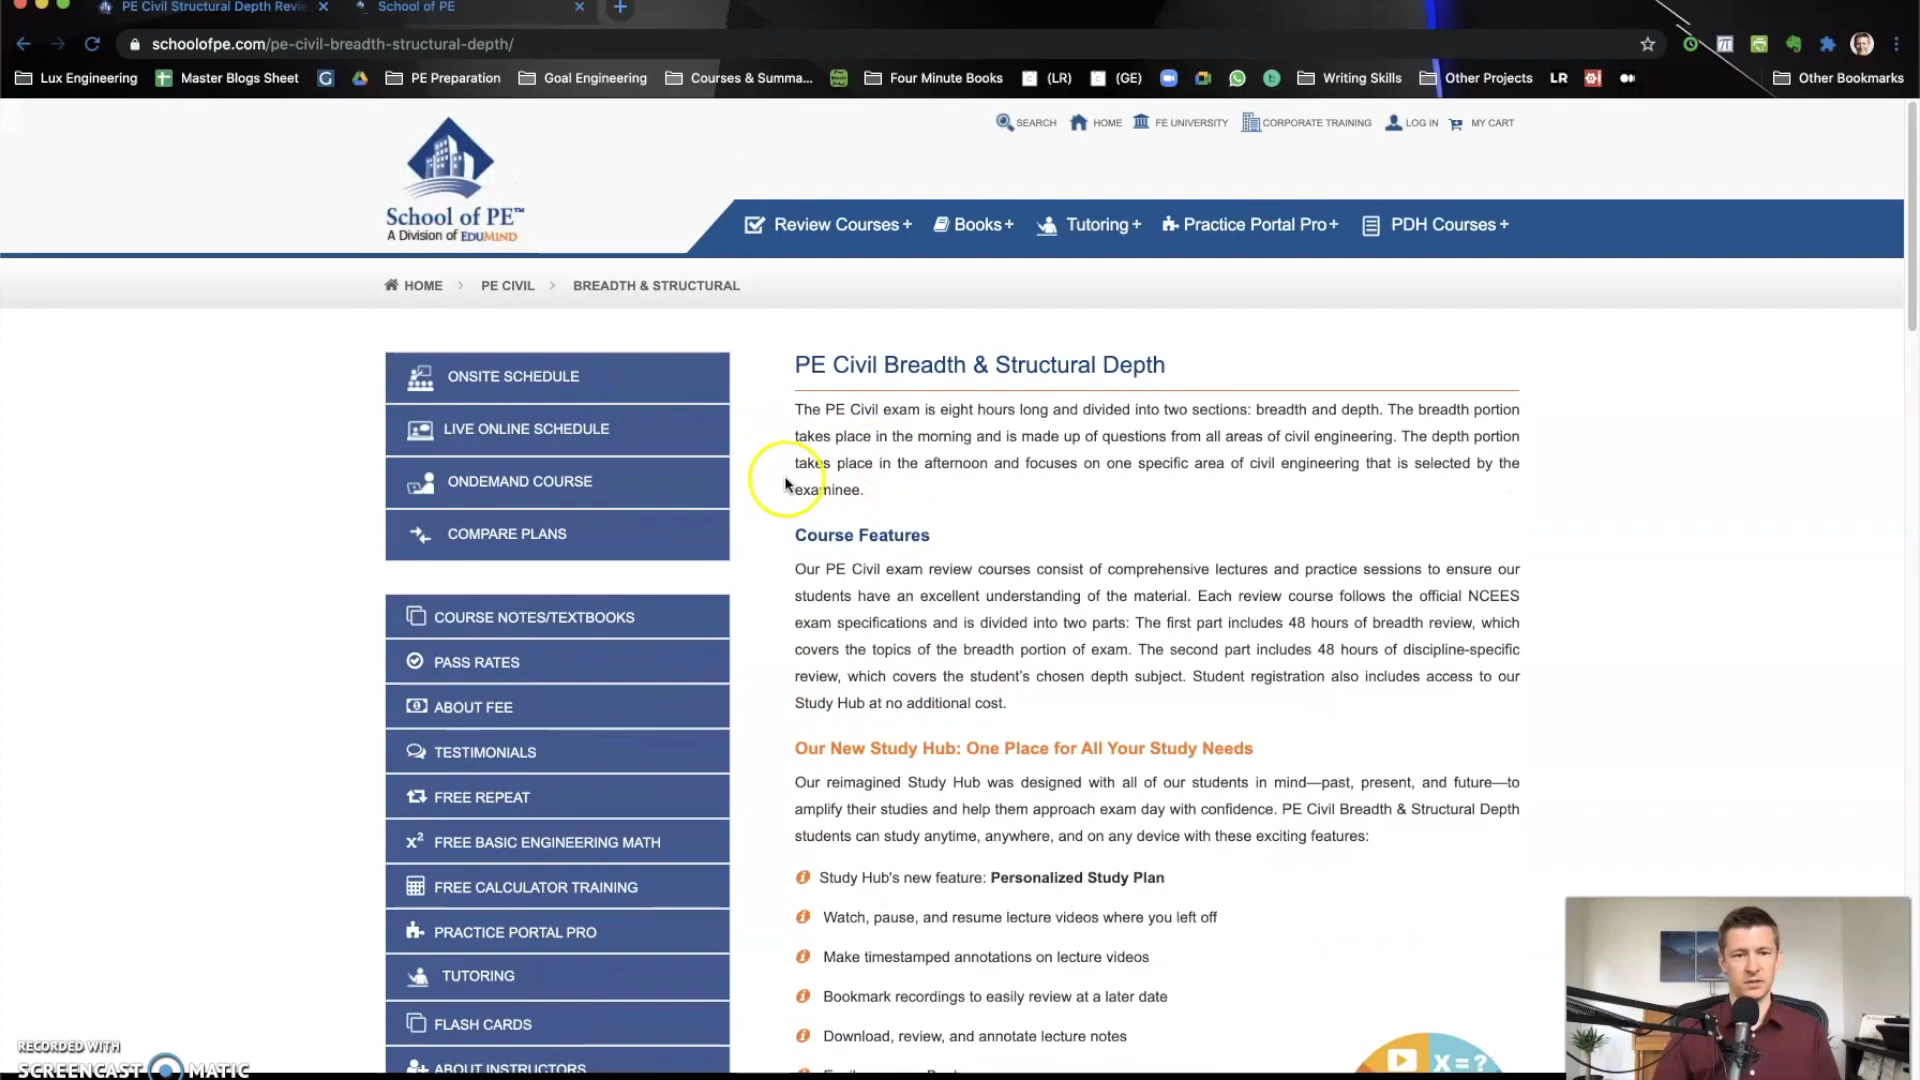 PE Civil Structural Depth Revie
School of PE
schoolofpe.com/pe-civil-breadth-structural-depth/
Lux Engineering
Master Blogs Sheet
PE Preparation
Goal Engineering
Courses & Summa...
Four Minute Books
(LR)
(GE)
Writing Skills
Other Projects
LR
Other Bookmarks
SEARCH
HOME
FE UNIVERSITY
CORPORATE TRAINING
LOG IN
MY CART
School of PE™
A Division of EDUMIND
Review Courses +
Books +
Tutoring +
Practice Portal Pro +
PDH Courses +
HOME > PE CIVIL > BREADTH & STRUCTURAL
ONSITE SCHEDULE
LIVE ONLINE SCHEDULE
ONDEMAND COURSE
COMPARE PLANS
COURSE NOTES/TEXTBOOKS
PASS RATES
ABOUT FEE
TESTIMONIALS
FREE REPEAT
x² FREE BASIC ENGINEERING MATH
FREE CALCULATOR TRAINING
PRACTICE PORTAL PRO
TUTORING
FLASH CARDS
ABOUT INSTRUCTORS
PE Civil Breadth & Structural Depth
The PE Civil exam is eight hours long and divided into two sections: breadth and depth. The breadth portion
takes place in the morning and is made up of questions from all areas of civil engineering. The depth portion
takes place in the afternoon and focuses on one specific area of civil engineering that is selected by the
examinee.
Course Features
Our PE Civil exam review courses consist of comprehensive lectures and practice sessions to ensure our
students have an excellent understanding of the material. Each review course follows the official NCEES
exam specifications and is divided into two parts: The first part includes 48 hours of breadth review, which
covers the topics of the breadth portion of exam. The second part includes 48 hours of discipline-specific
review, which covers the student's chosen depth subject. Student registration also includes access to our
Study Hub at no additional cost.
Our New Study Hub: One Place for All Your Study Needs
Our reimagined Study Hub was designed with all of our students in mind—past, present, and future—to
amplify their studies and help them approach exam day with confidence. PE Civil Breadth & Structural Depth
students can study anytime, anywhere, and on any device with these exciting features:
Study Hub's new feature: Personalized Study Plan
Watch, pause, and resume lecture videos where you left off
Make timestamped annotations on lecture videos
Bookmark recordings to easily review at a later date
Download, review, and annotate lecture notes
X=?
RECORDED WITH
SCREENCAST MATIC